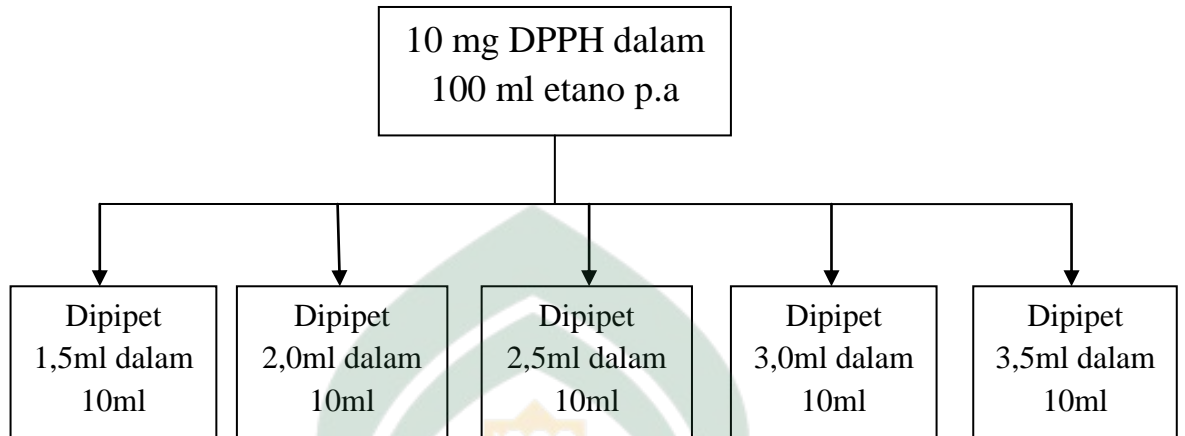 10 mg DPPH dalam
100 ml etano p.a
Dipipet
1,5ml dalam
10ml
Dipipet
2,0ml dalam
10ml
Dipipet
2,5ml dalam
10ml
Dipipet
3,0ml dalam
10ml
Dipipet
3,5ml dalam
10ml